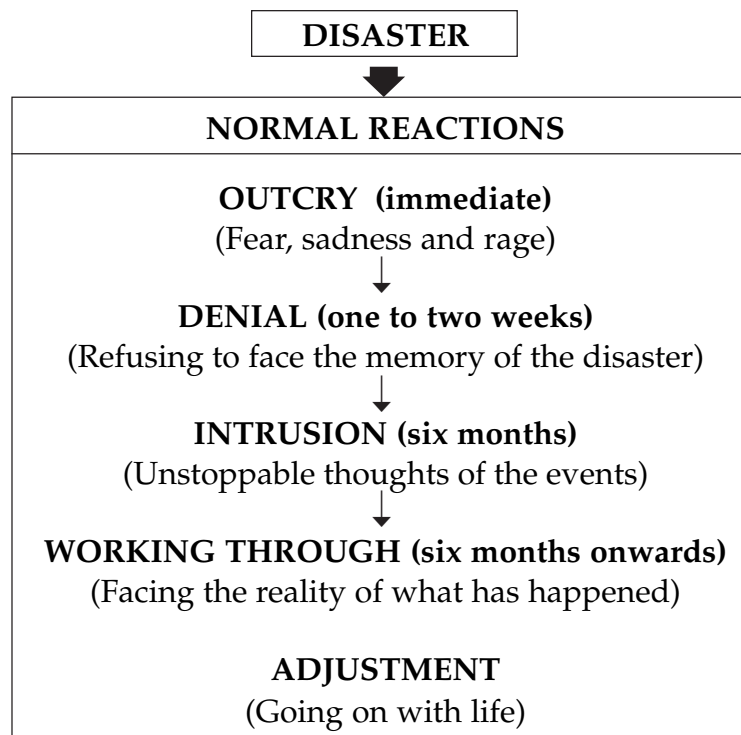 DISASTER
NORMAL REACTIONS
OUTCRY (immediate)
(Fear, sadness and rage)
DENIAL (one to two weeks)
(Refusing to face the memory of the disaster)
INTRUSION (six months)
(Unstoppable thoughts of the events)
WORKING THROUGH (six months onwards)
(Facing the reality of what has happened)
ADJUSTMENT
(Going on with life)